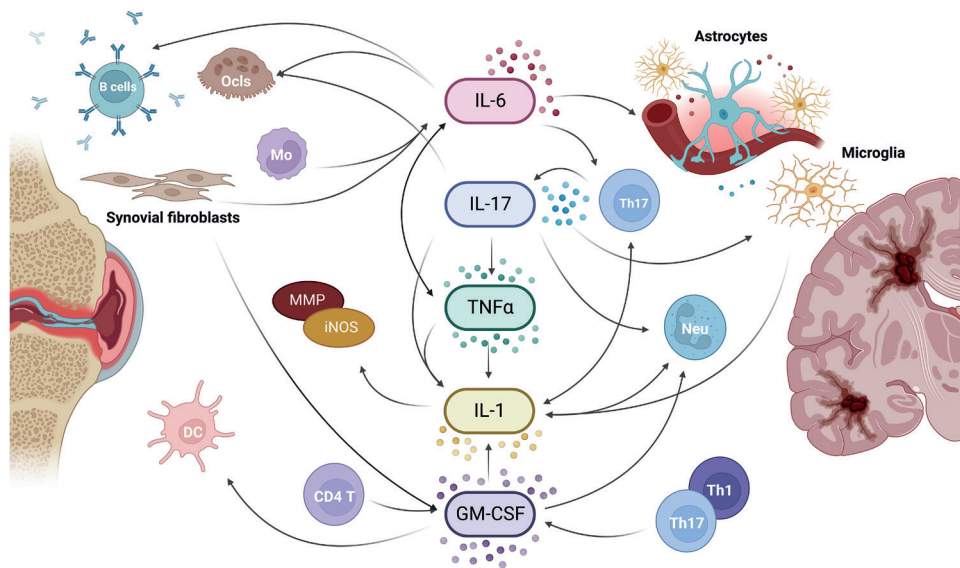 Astrocytes
B cells
Ocls
IL-6
Mo
Microglia
IL-17
Th17
Synovial fibroblasts
MMP
iNOS
TNFα
Neu
IL-1
DC
CD4 T
GM-CSF
Th1
Th17